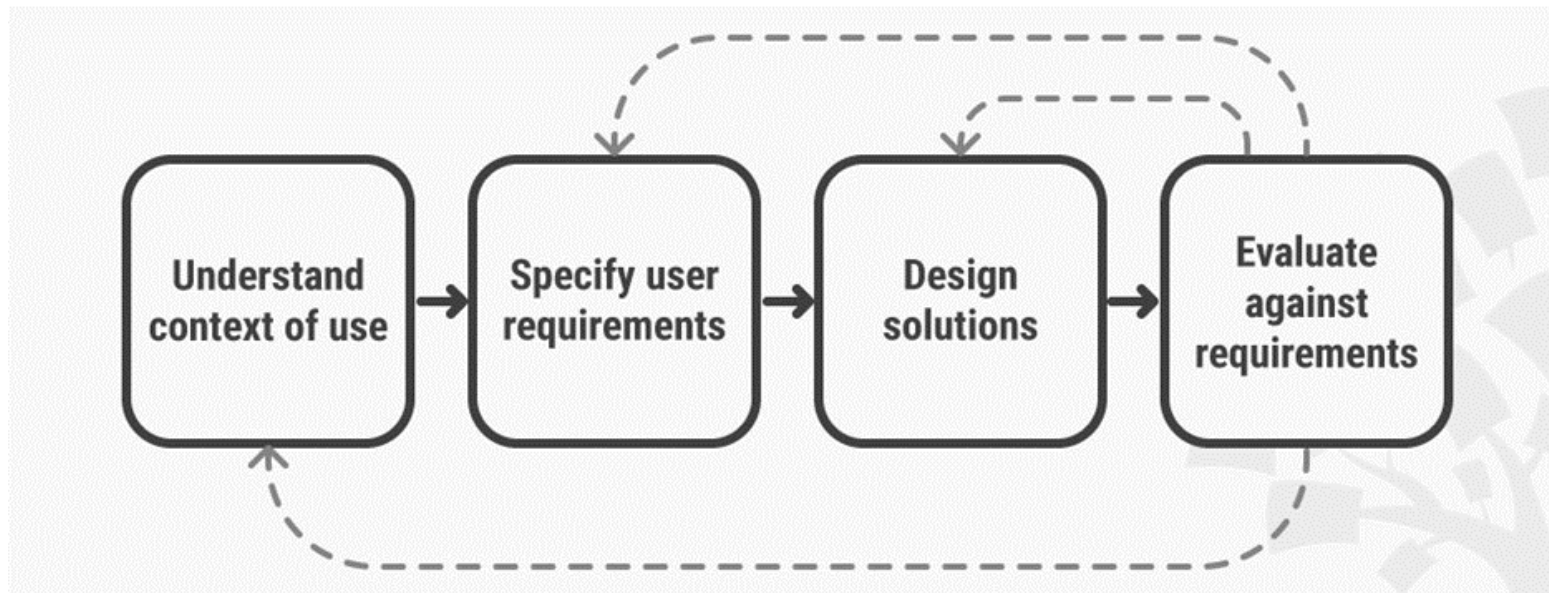 Understand
context of use
Specify user
requirements
Design
solutions
Evaluate
against
requirements